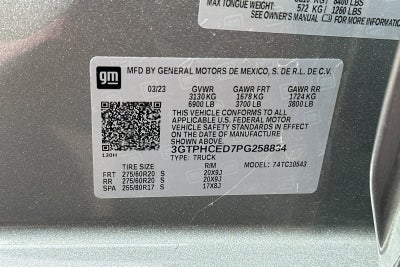 MAX TONGUE WEIGHT:
572 KG / 1260 LBS
SEE OWNER'S MANUAL FOR MORE INFORMATION
gm
MFD BY GENERAL MOTORS DE MEXICO, S. DE R.L. DE C.V.
03/23 GVWR GAWR FRT GAWR RR
3130 KG 1678 KG 1724 KG
6900 LB 3700 LB 3800 LB
THIS VEHICLE CONFORMS TO ALL
APPLICABLE U.S. FEDERAL MOTOR
VEHICLE SAFETY STANDARDS IN
EFFECT ON THE DATE OF MANUFACTURE
SHOWN ABOVE.
3GTPHCED7PG258834
130H TYPE: TRUCK MODEL: 74TC10543
RIM
FRT 275/60R20 S 20X9J
RR 275/60R20 S 20X9J
SPA 255/80R17 S 17X8J